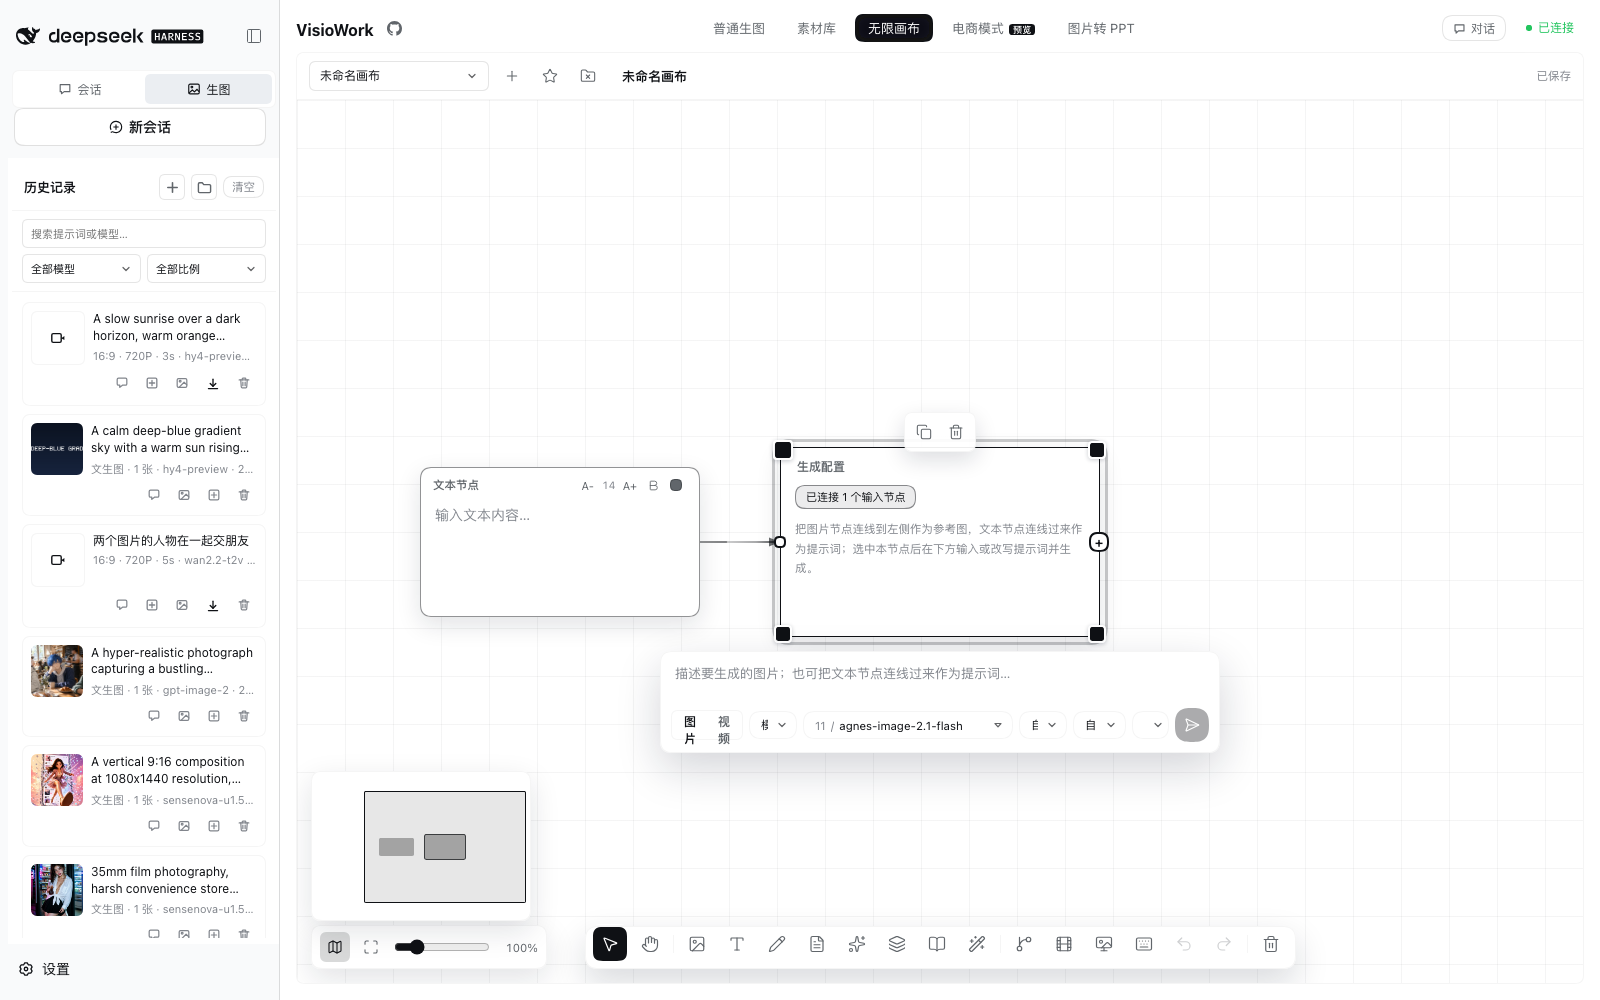 deepseek HARNESS
会话
生图
新会话
历史记录
清空
搜索提示词或模型...
全部模型
全部比例
A slow sunrise over a dark
horizon, warm orange...
16:9 · 720P · 3s · hy4-previe...
DEEP-BLUE GRAD
A calm deep-blue gradient
sky with a warm sun rising...
文生图 · 1 张 · hy4-preview · 2...
两个图片的人物在一起交朋友
16:9 · 720P · 5s · wan2.2-t2v ...
A hyper-realistic photograph
capturing a bustling...
文生图 · 1 张 · gpt-image-2 · 2...
A vertical 9:16 composition
at 1080x1440 resolution,...
文生图 · 1 张 · sensenova-u1.5...
35mm film photography,
harsh convenience store...
文生图 · 1 张 · sensenova-u1.5...
设置
VisioWork
普通生图
素材库
无限画布
电商模式 预览
图片转 PPT
对话
已连接
未命名画布
未命名画布
已保存
文本节点
A- 14 A+ B
输入文本内容...
生成配置
已连接 1 个输入节点
把图片节点连线到左侧作为参考图，文本节点连线过来作
为提示词；选中本节点后在下方输入或改写提示词并生
成。
描述要生成的图片；也可把文本节点连线过来作为提示词...
图片
视频
11 / agnes-image-2.1-flash
自
100%